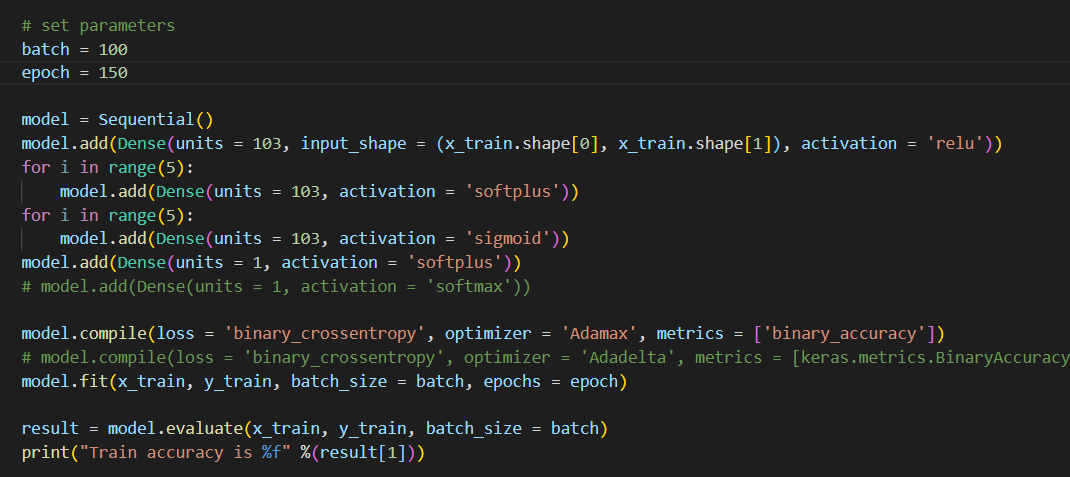 # set parameters
batch = 100
epoch = 150
model = Sequential()
model.add(Dense(units = 103, input_shape = (x_train.shape[0], x_train.shape[1]), activation = 'relu'))
for i in range(5):
    model.add(Dense(units = 103, activation = 'softplus'))
for i in range(5):
    model.add(Dense(units = 103, activation = 'sigmoid'))
model.add(Dense(units = 1, activation = 'softplus'))
# model.add(Dense(units = 1, activation = 'softmax'))
model.compile(loss = 'binary_crossentropy', optimizer = 'Adamax', metrics = ['binary_accuracy'])
# model.compile(loss = 'binary_crossentropy', optimizer = 'Adadelta', metrics = [keras.metrics.BinaryAccuracy
model.fit(x_train, y_train, batch_size = batch, epochs = epoch)
result = model.evaluate(x_train, y_train, batch_size = batch)
print("Train accuracy is %f" %(result[1]))